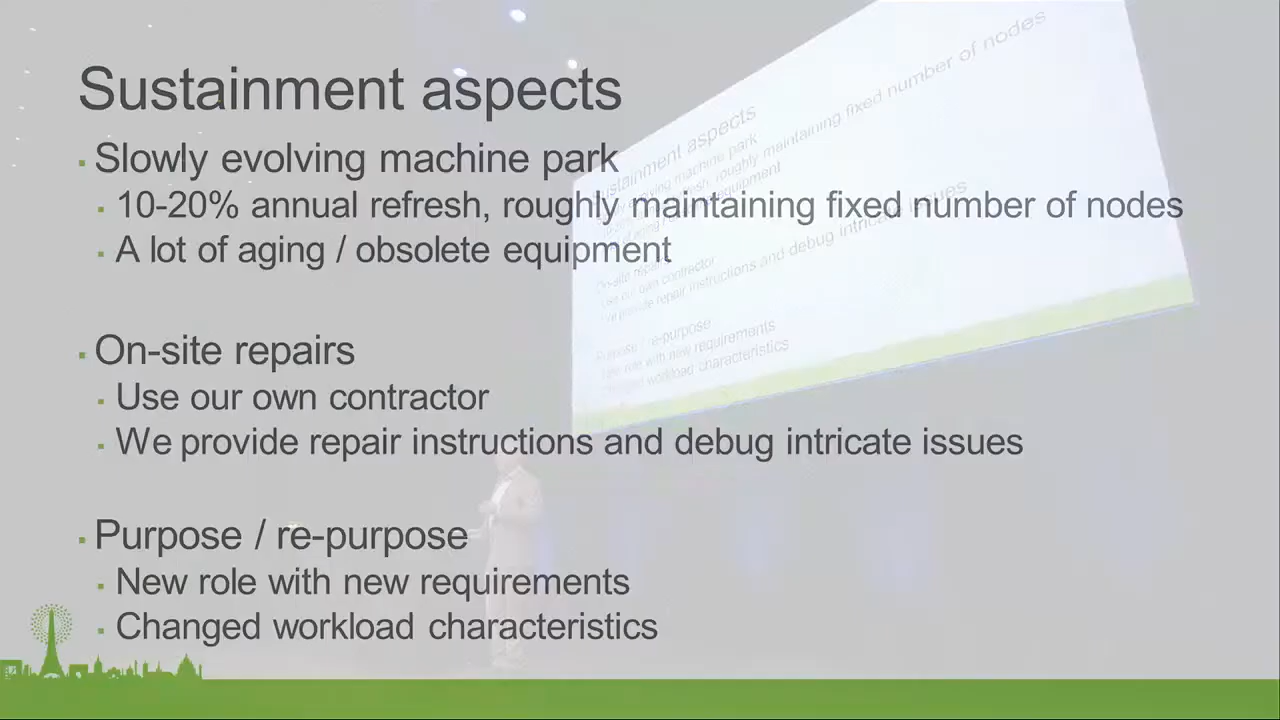 Sustainment aspects
▪ Slowly evolving machine park
▪ 10-20% annual refresh, roughly maintaining fixed number of nodes
▪ A lot of aging / obsolete equipment
▪ On-site repairs
▪ Use our own contractor
▪ We provide repair instructions and debug intricate issues
▪ Purpose / re-purpose
▪ New role with new requirements
▪ Changed workload characteristics